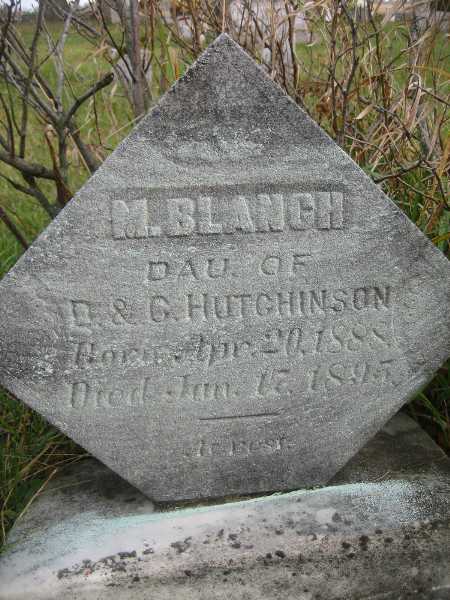 M. BLANCH
DAU. OF
D. & C. HUTCHINSON
Born Apr. 20, 1888.
Died Jan. 17, 1895.
At rest.